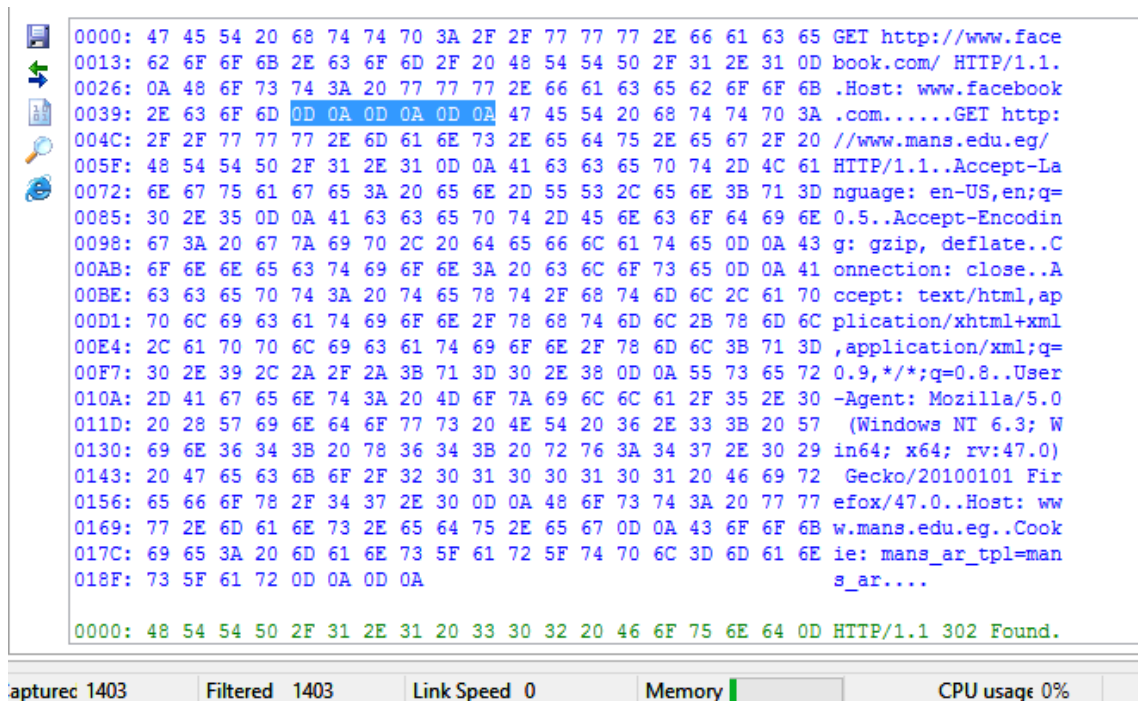 0000: 47 45 54 20 68 74 74 70 3A 2F 2F 77 77 77 2E 66 61 63 65 GET http://www.face
0013: 62 6F 6F 6B 2E 63 6F 6D 2F 20 48 54 54 50 2F 31 2E 31 0D book.com/ HTTP/1.1.
0026: 0A 48 6F 73 74 3A 20 77 77 77 2E 66 61 63 65 62 6F 6F 6B .Host: www.facebook
0039: 2E 63 6F 6D 0D 0A 0D 0A 0D 0A 47 45 54 20 68 74 74 70 3A .com......GET http:
004C: 2F 2F 77 77 77 2E 6D 61 6E 73 2E 65 64 75 2E 65 67 2F 20 //www.mans.edu.eg/
005F: 48 54 54 50 2F 31 2E 31 0D 0A 41 63 63 65 70 74 2D 4C 61 HTTP/1.1..Accept-La
0072: 6E 67 75 61 67 65 3A 20 65 6E 2D 55 53 2C 65 6E 3B 71 3D nguage: en-US,en;q=
0085: 30 2E 35 0D 0A 41 63 63 65 70 74 2D 45 6E 63 6F 64 69 6E 0.5..Accept-Encodin
0098: 67 3A 20 67 7A 69 70 2C 20 64 65 66 6C 61 74 65 0D 0A 43 g: gzip, deflate..C
00AB: 6F 6E 6E 65 63 74 69 6F 6E 3A 20 63 6C 6F 73 65 0D 0A 41 onnection: close..A
00BE: 63 63 65 70 74 3A 20 74 65 78 74 2F 68 74 6D 6C 2C 61 70 ccept: text/html,ap
00D1: 70 6C 69 63 61 74 69 6F 6E 2F 78 68 74 6D 6C 2B 78 6D 6C plication/xhtml+xml
00E4: 2C 61 70 70 6C 69 63 61 74 69 6F 6E 2F 78 6D 6C 3B 71 3D ,application/xml;q=
00F7: 30 2E 39 2C 2A 2F 2A 3B 71 3D 30 2E 38 0D 0A 55 73 65 72 0.9,*/*;q=0.8..User
010A: 2D 41 67 65 6E 74 3A 20 4D 6F 7A 69 6C 6C 61 2F 35 2E 30 -Agent: Mozilla/5.0
011D: 20 28 57 69 6E 64 6F 77 73 20 4E 54 20 36 2E 33 3B 20 57 (Windows NT 6.3; W
0130: 69 6E 36 34 3B 20 78 36 34 3B 20 72 76 3A 34 37 2E 30 29 in64; x64; rv:47.0)
0143: 20 47 65 63 6B 6F 2F 32 30 31 30 30 31 30 31 20 46 69 72 Gecko/20100101 Fir
0156: 65 66 6F 78 2F 34 37 2E 30 0D 0A 48 6F 73 74 3A 20 77 77 efox/47.0..Host: ww
0169: 77 2E 6D 61 6E 73 2E 65 64 75 2E 65 67 0D 0A 43 6F 6F 6B w.mans.edu.eg..Cook
017C: 69 65 3A 20 6D 61 6E 73 5F 61 72 5F 74 70 6C 3D 6D 61 6E ie: mans_ar_tpl=man
018F: 73 5F 61 72 0D 0A 0D 0A s_ar....
0000: 48 54 54 50 2F 31 2E 31 20 33 30 32 20 46 6F 75 6E 64 0D HTTP/1.1 302 Found.
aptured 1403 Filtered 1403 Link Speed 0 Memory CPU usage 0%